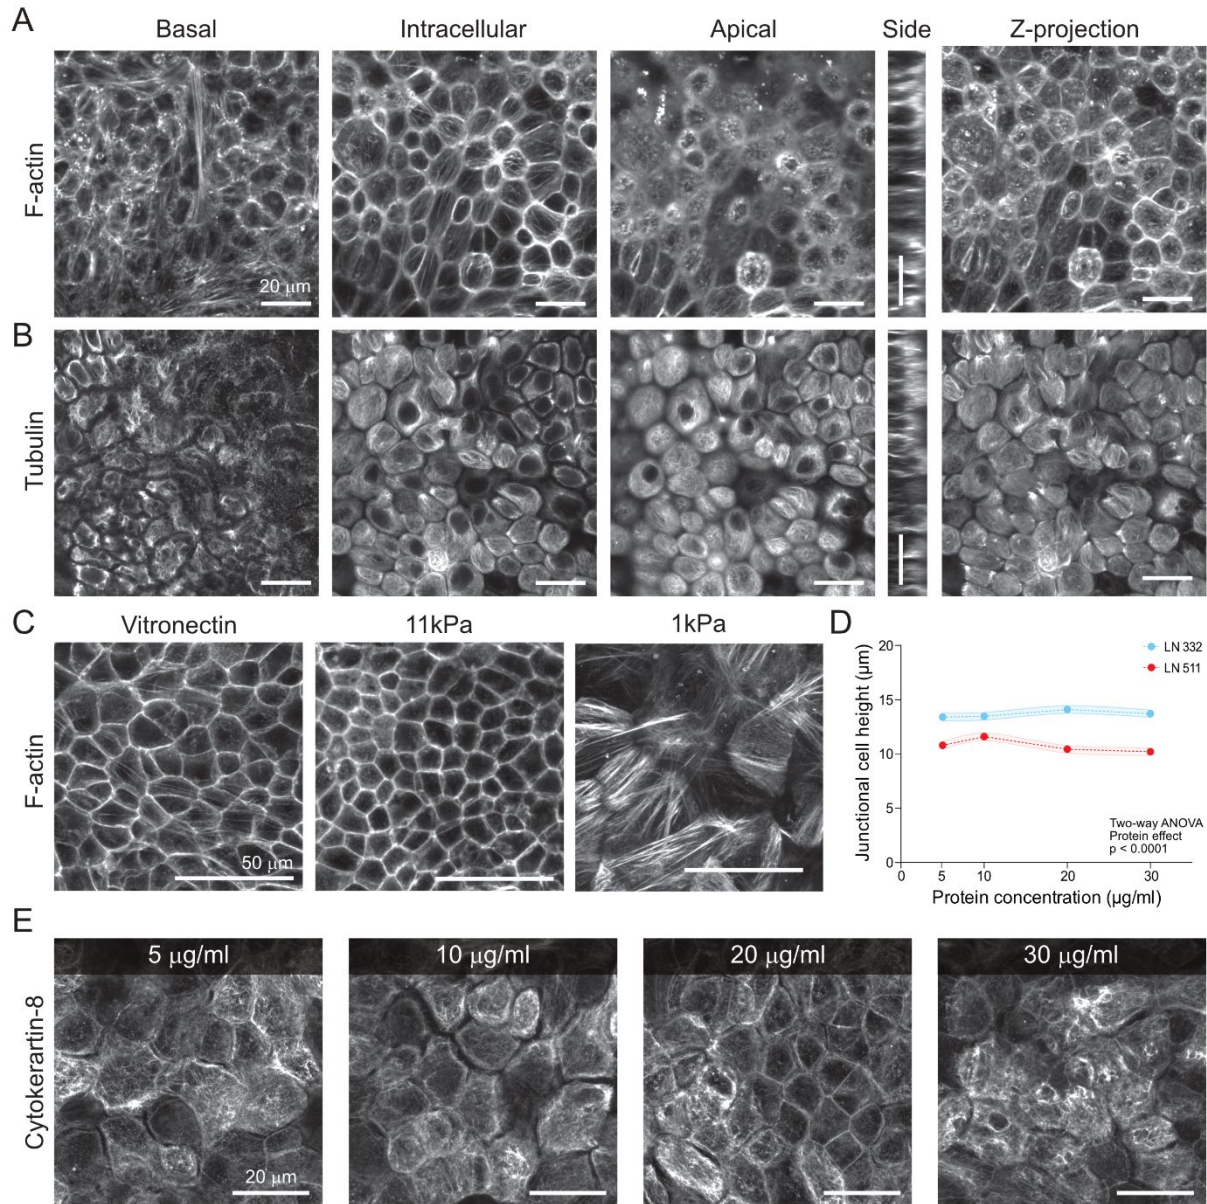 A
Basal
Intracellular
Apical
Side
Z-projection
F-actin
20 μm
B
Tubulin
C
Vitronectin
11kPa
1kPa
F-actin
50 μm
D
20
15
10
5
0
Junctional cell height (μm)
LN 332
LN 511
Two-way ANOVA
Protein effect
p < 0.0001
0 5 10 20 30
Protein concentration (μg/ml)
E
5 μg/ml
10 μg/ml
20 μg/ml
30 μg/ml
Cytokerartin-8
20 μm